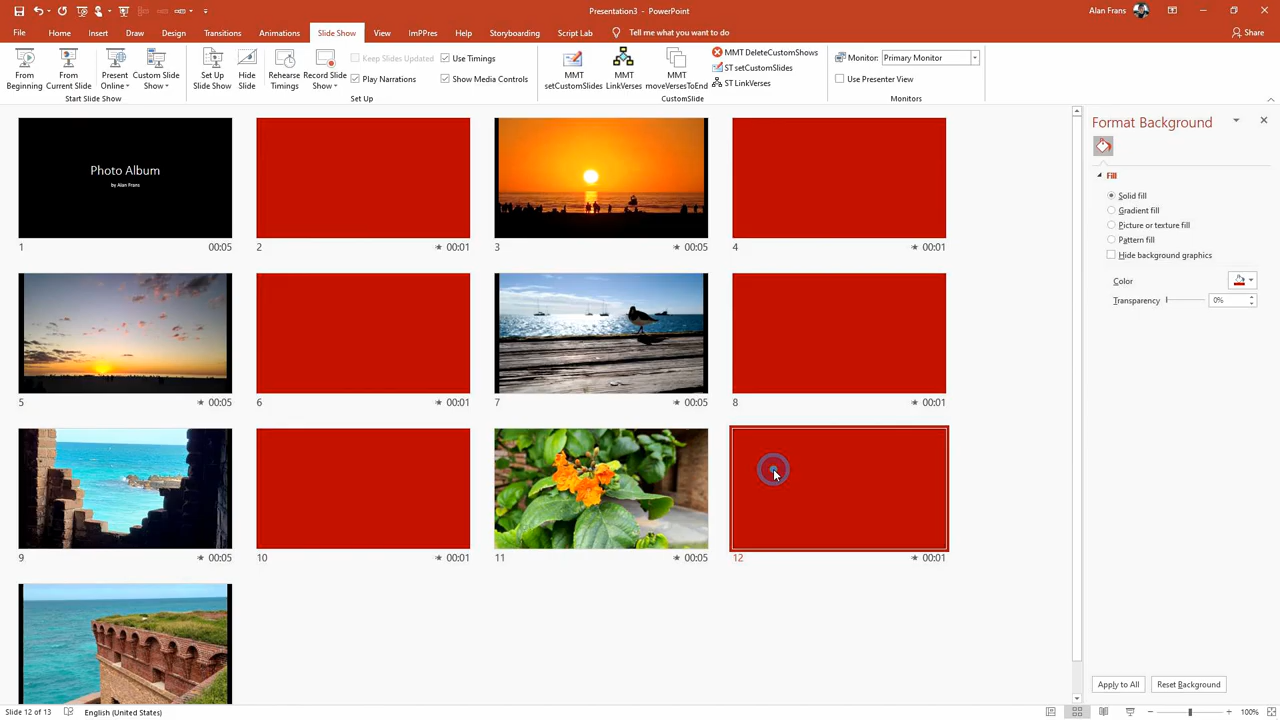 Presentation3 - PowerPoint
Alan Frans
File
Home
Insert
Draw
Design
Transitions
Animations
Slide Show
View
ImPPres
Help
Storyboarding
Script Lab
Tell me what you want to do
Share
From
Beginning
From
Current Slide
Present
Online
Custom Slide
Show
Start Slide Show
Set Up
Slide Show
Hide
Slide
Rehearse
Timings
Record Slide
Show
Keep Slides Updated
Play Narrations
Use Timings
Show Media Controls
Set Up
MMT
setCustomSlides
MMT
LinkVerses
MMT
moveVersesToEnd
MMT DeleteCustomShows
ST setCustomSlides
ST LinkVerses
CustomSlide
Monitor:
Primary Monitor
Use Presenter View
Monitors
Photo Album
by Alan Frans
1
00:05
2
00:01
3
00:05
4
00:01
5
00:05
6
00:01
7
00:05
8
00:01
9
00:05
10
00:01
11
00:05
12
00:01
Format Background
Fill
Solid fill
Gradient fill
Picture or texture fill
Pattern fill
Hide background graphics
Color
Transparency
0%
Apply to All
Reset Background
Slide 12 of 13
English (United States)
100%